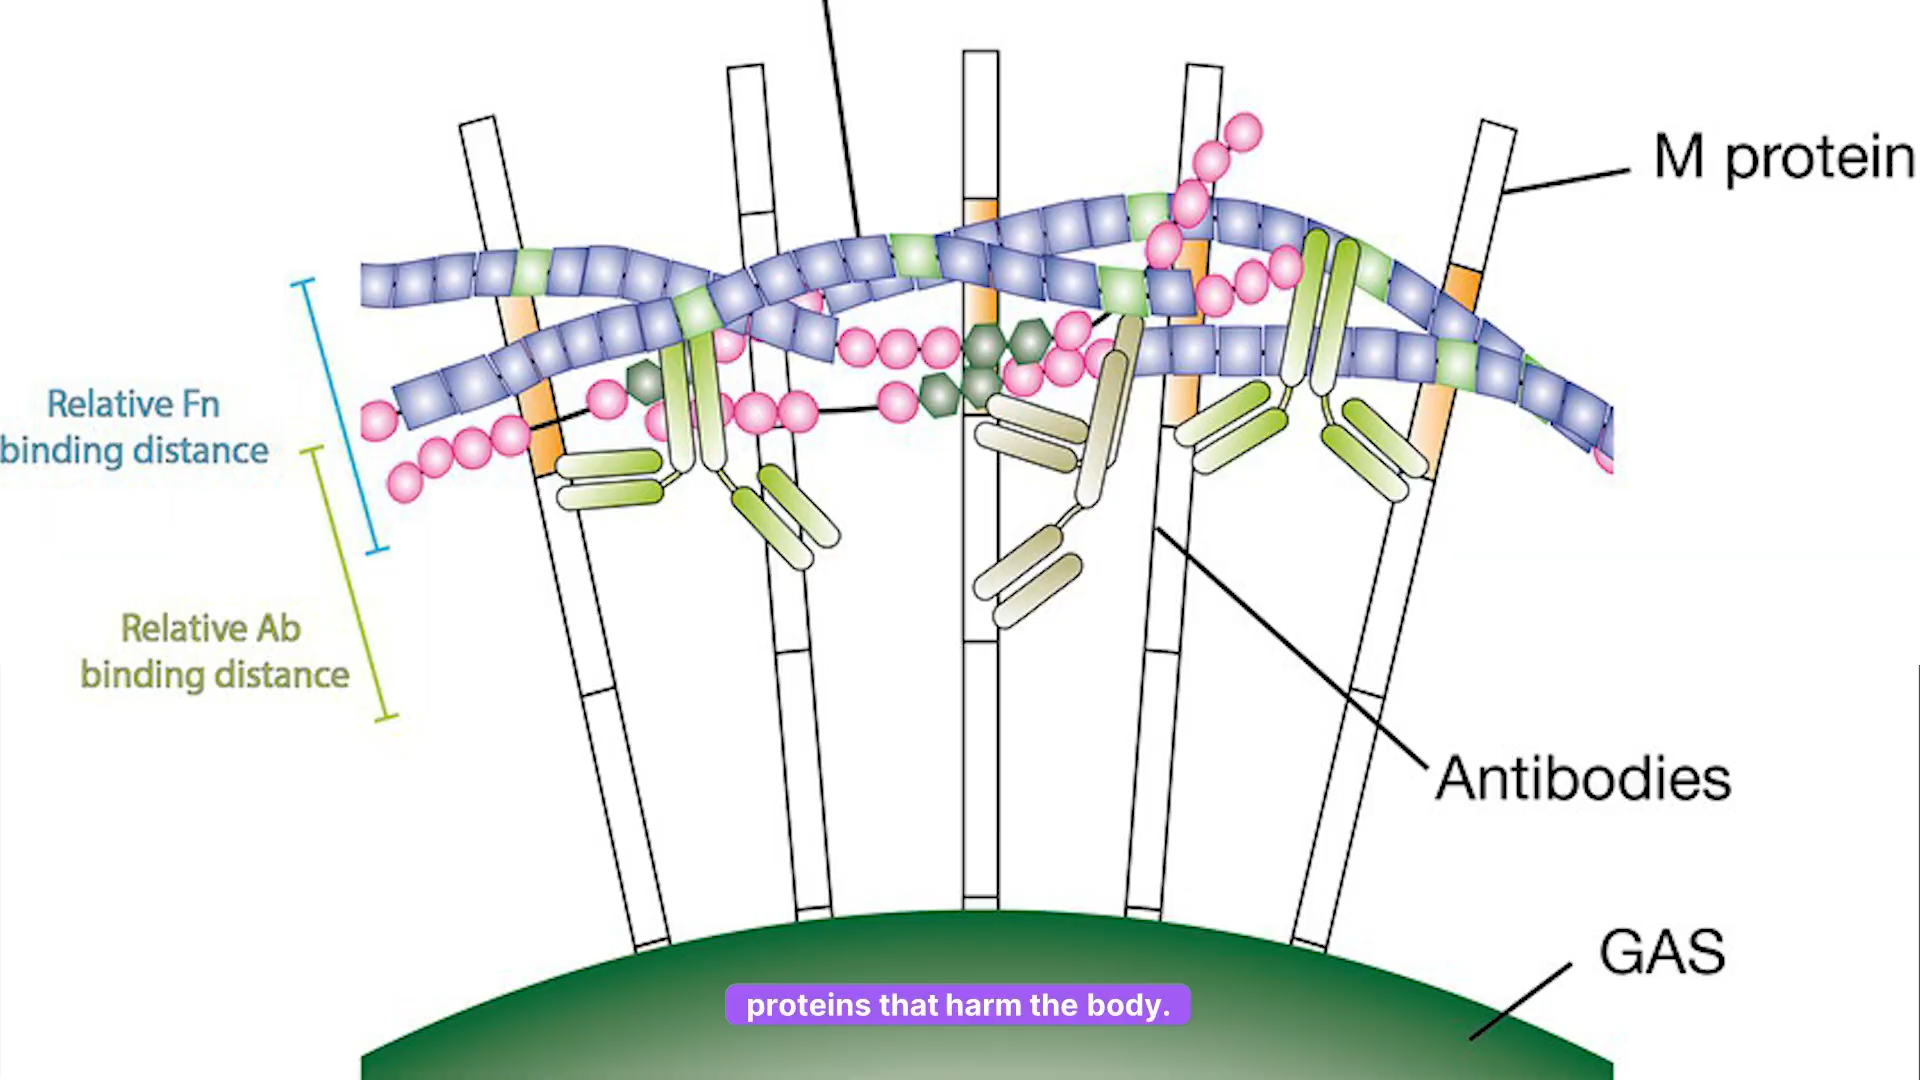 M protein
Relative Fn
binding distance
Relative Ab
binding distance
Antibodies
GAS
proteins that harm the body.